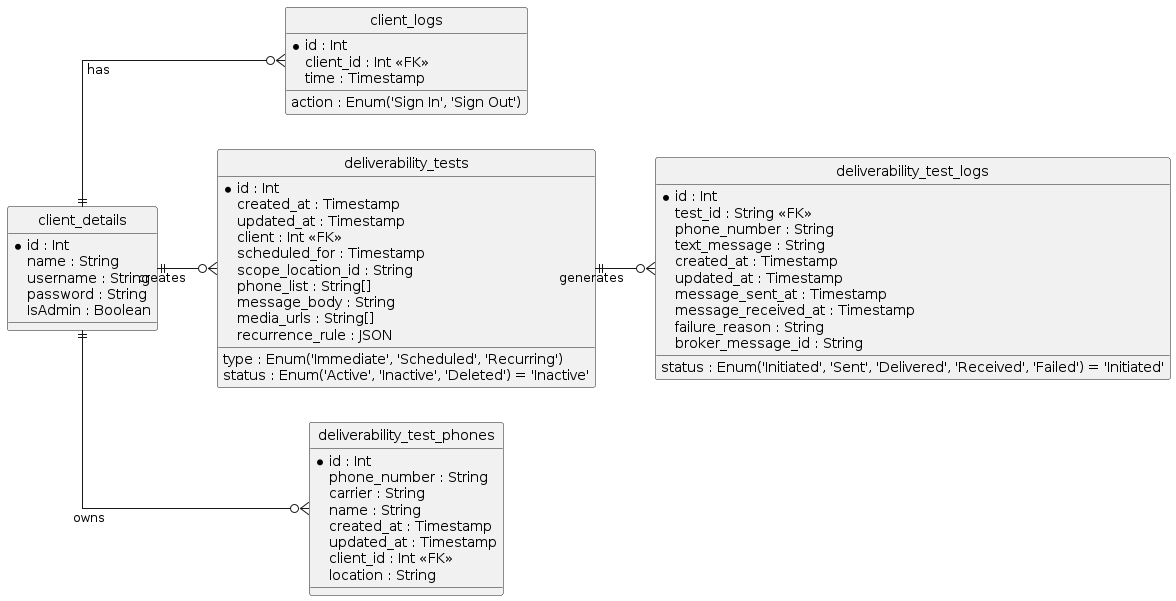 client_logs
id : Int
client_id : Int «FK»
time : Timestamp
action : Enum('Sign In', 'Sign Out')
has
client_details
id : Int
name : String
username : String
password : String
IsAdmin : Boolean
creates
deliverability_tests
id : Int
created_at : Timestamp
updated_at : Timestamp
client : Int «FK»
scheduled_for : Timestamp
scope_location_id : String
phone_list : String[]
message_body : String
media_urls : String[]
recurrence_rule : JSON
type : Enum('Immediate', 'Scheduled', 'Recurring')
status : Enum('Active', 'Inactive', 'Deleted') = 'Inactive'
generates
deliverability_test_logs
id : Int
test_id : String «FK»
phone_number : String
text_message : String
created_at : Timestamp
updated_at : Timestamp
message_sent_at : Timestamp
message_received_at : Timestamp
failure_reason : String
broker_message_id : String
status : Enum('Initiated', 'Sent', 'Delivered', 'Received', 'Failed') = 'Initiated'
owns
deliverability_test_phones
id : Int
phone_number : String
carrier : String
name : String
created_at : Timestamp
updated_at : Timestamp
client_id : Int «FK»
location : String